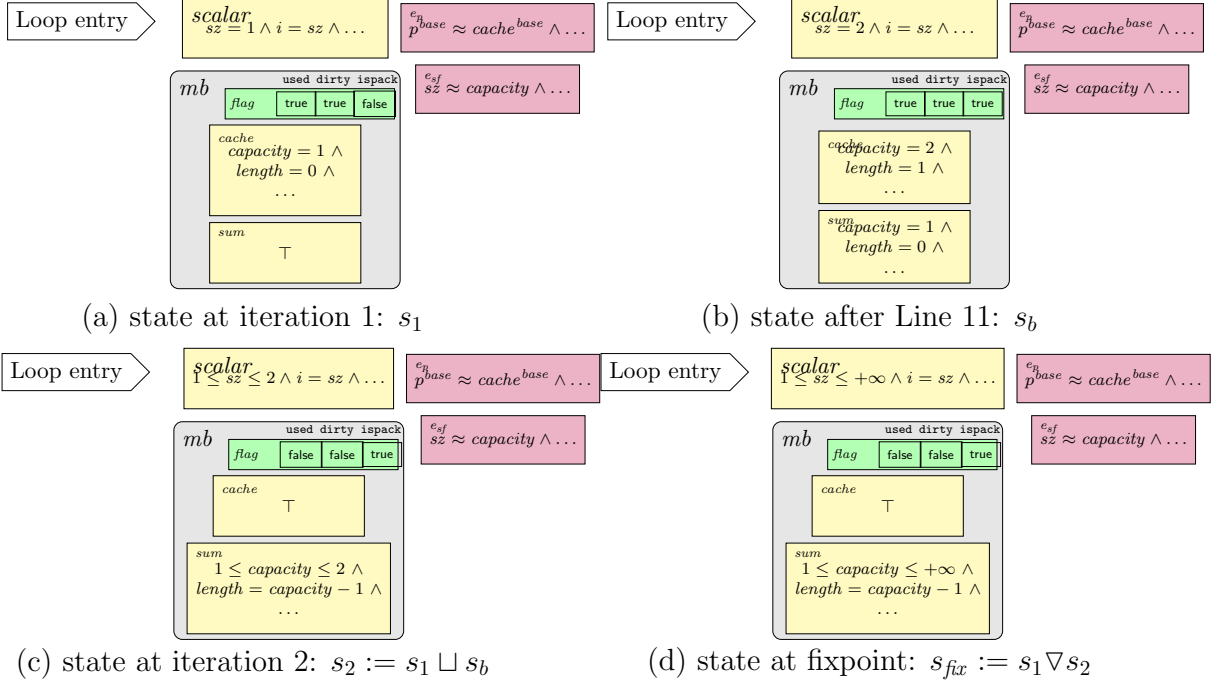 Loop entry
scalar
sz = 1 ∧ i = sz ∧ ...
e_R
p^base ≈ cache^base ∧ ...
e_sf
sz ≈ capacity ∧ ...
mb
used dirty ispack
flag true true false
cache
capacity = 1 ∧
length = 0 ∧
...
sum
⊤
(a) state at iteration 1: s_1
Loop entry
scalar
sz = 2 ∧ i = sz ∧ ...
e_R
p^base ≈ cache^base ∧ ...
e_sf
sz ≈ capacity ∧ ...
mb
used dirty ispack
flag true true true
cache
capacity = 2 ∧
length = 1 ∧
...
sum
capacity = 1 ∧
length = 0 ∧
...
(b) state after Line 11: s_b
Loop entry
scalar
1 ≤ sz ≤ 2 ∧ i = sz ∧ ...
e_R
p^base ≈ cache^base ∧ ...
e_sf
sz ≈ capacity ∧ ...
mb
used dirty ispack
flag false false true
cache
⊤
sum
1 ≤ capacity ≤ 2 ∧
length = capacity − 1 ∧
...
(c) state at iteration 2: s_2 := s_1 ⊔ s_b
Loop entry
scalar
1 ≤ sz ≤ +∞ ∧ i = sz ∧ ...
e_R
p^base ≈ cache^base ∧ ...
e_sf
sz ≈ capacity ∧ ...
mb
used dirty ispack
flag false false true
cache
⊤
sum
1 ≤ capacity ≤ +∞ ∧
length = capacity − 1 ∧
...
(d) state at fixpoint: s_fix := s_1 ▽ s_2